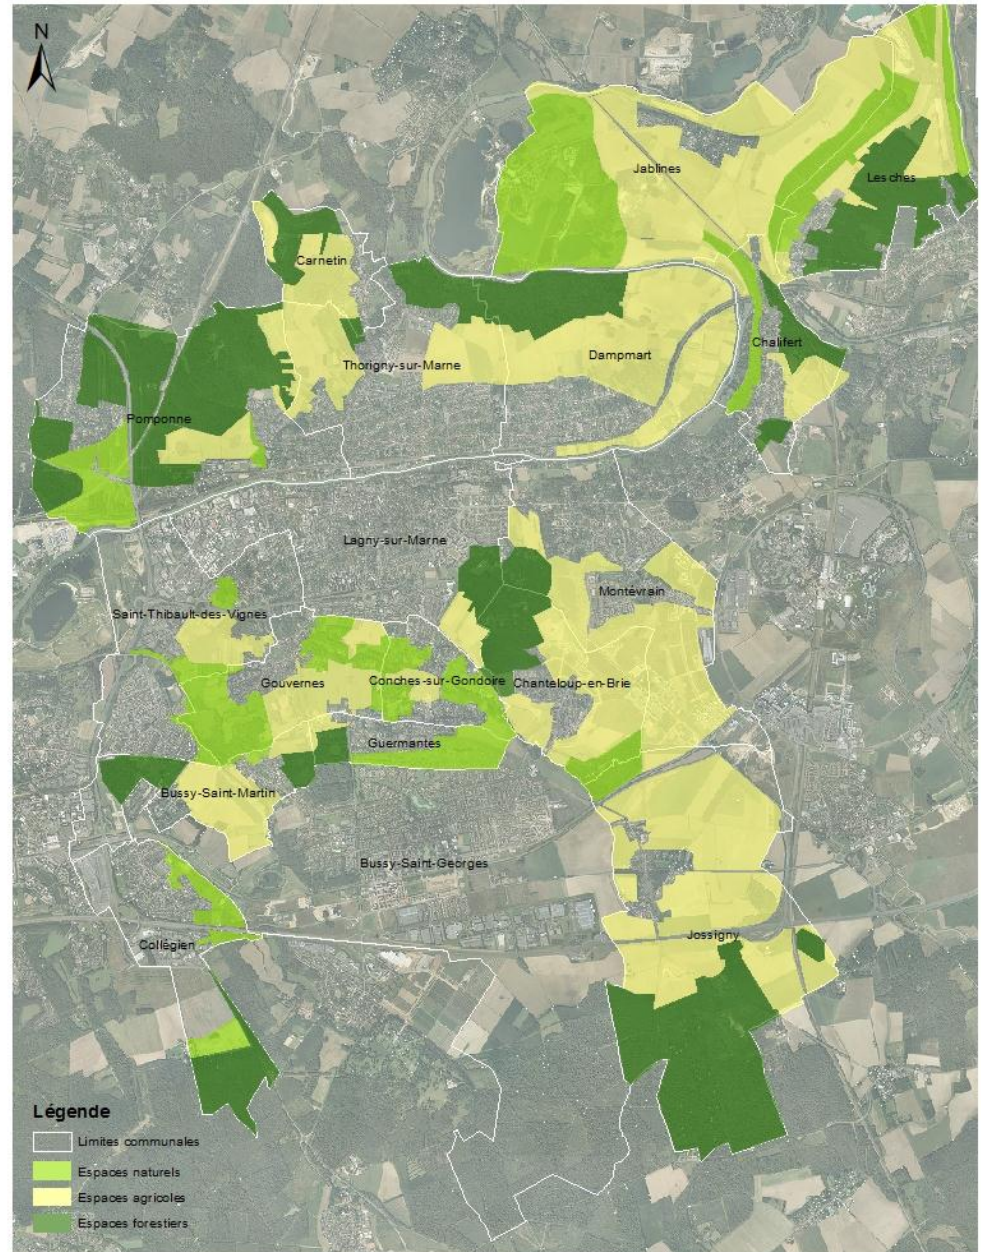 N
Jablines
Lesches
Carnetin
Chalifert
Dampmart
Thorigny-sur-Marne
Pomponne
Lagny-sur-Marne
Montévrain
Saint-Thibault-des-Vignes
Gouvernes
Conches-sur-Gondoire
Chanteloup-en-Brie
Guermantes
Bussy-Saint-Martin
Bussy-Saint-Georges
Jossigny
Collégien
Légende
Limites communales
Espaces naturels
Espaces agricoles
Espaces forestiers